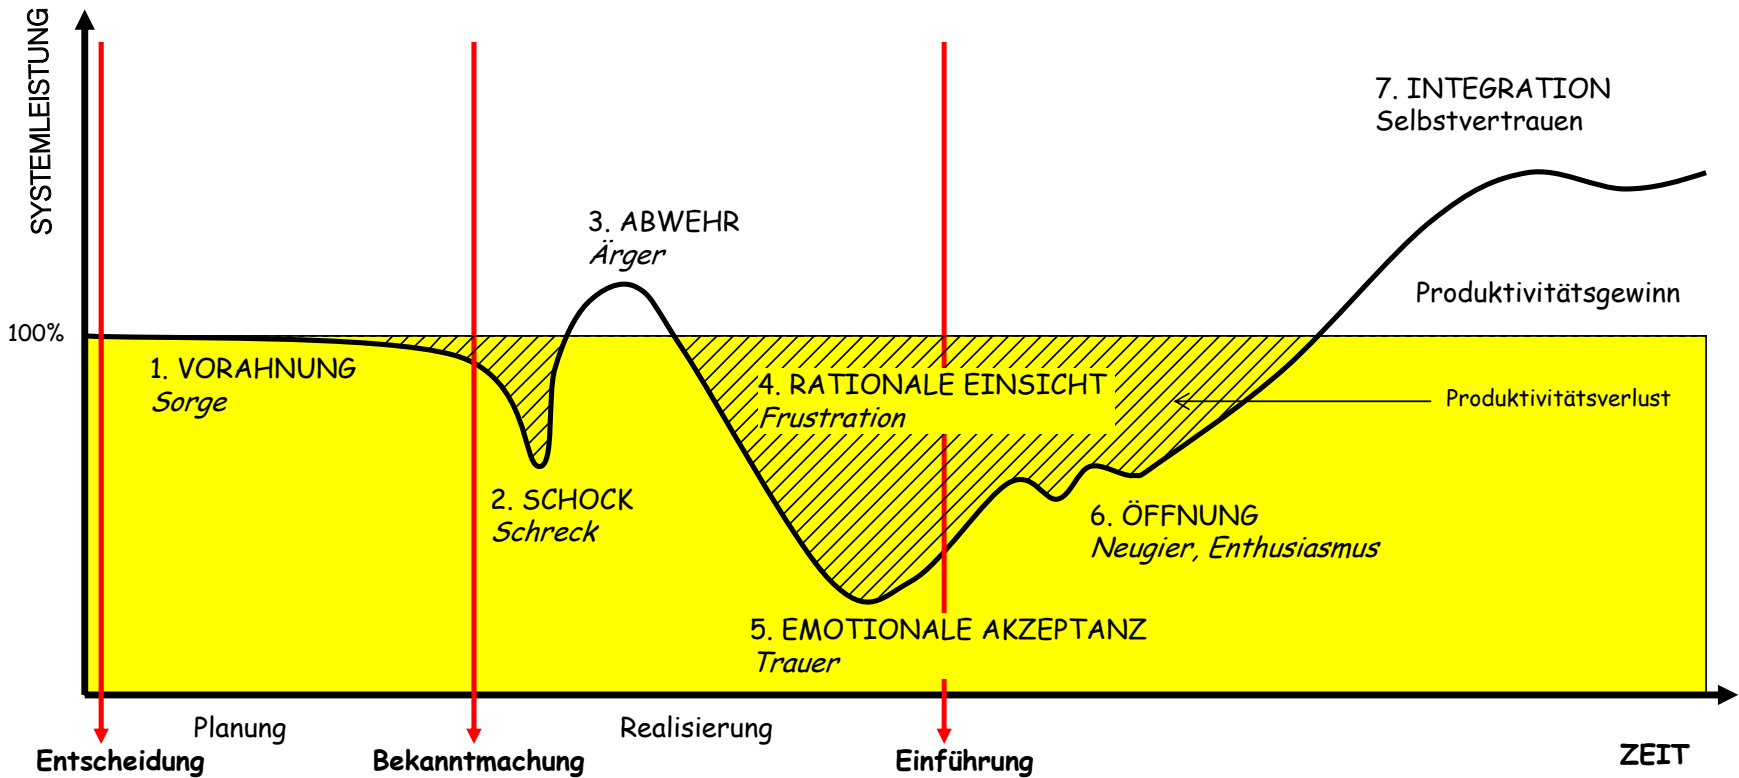 SYSTEMLEISTUNG
7. INTEGRATION
Selbstvertrauen
3. ABWEHR
Ärger
Produktivitätsgewinn
100%
1. VORAHNUNG
Sorge
4. RATIONALE EINSICHT
Frustration
Produktivitätsverlust
2. SCHOCK
Schreck
6. ÖFFNUNG
Neugier, Enthusiasmus
5. EMOTIONALE AKZEPTANZ
Trauer
Planung
Realisierung
Entscheidung
Bekanntmachung
Einführung
ZEIT